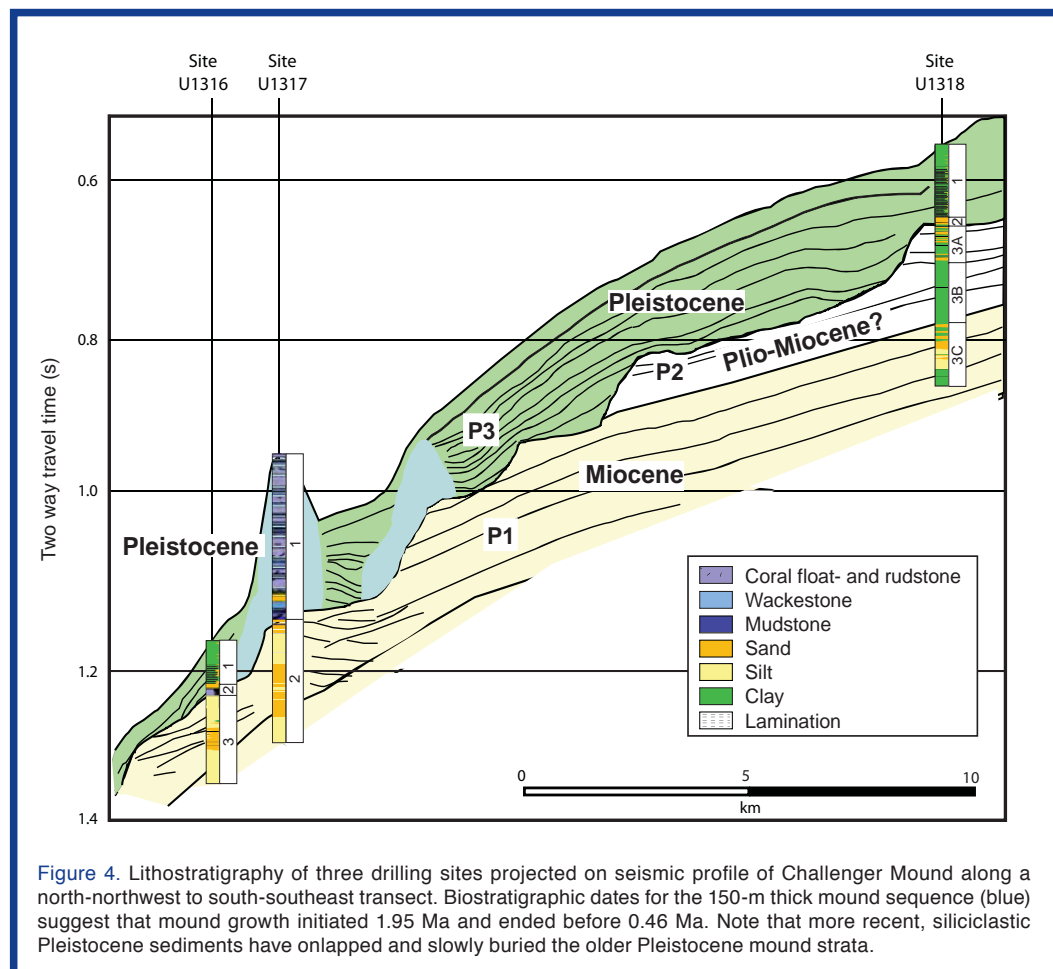 Site
U1316
Site
U1317
Site
U1318
0.6
0.8
1.0
1.2
1.4
Two way travel time (s)
1
2
3A
3B
3C
Pleistocene
Plio-Miocene?
P2
P3
Miocene
P1
Pleistocene
1
2
1
2
3
Coral float- and rudstone
Wackestone
Mudstone
Sand
Silt
Clay
Lamination
0
5
10
km
Figure 4. Lithostratigraphy of three drilling sites projected on seismic profile of Challenger Mound along a
north-northwest to south-southeast transect. Biostratigraphic dates for the 150-m thick mound sequence (blue)
suggest that mound growth initiated 1.95 Ma and ended before 0.46 Ma. Note that more recent, siliciclastic
Pleistocene sediments have onlapped and slowly buried the older Pleistocene mound strata.